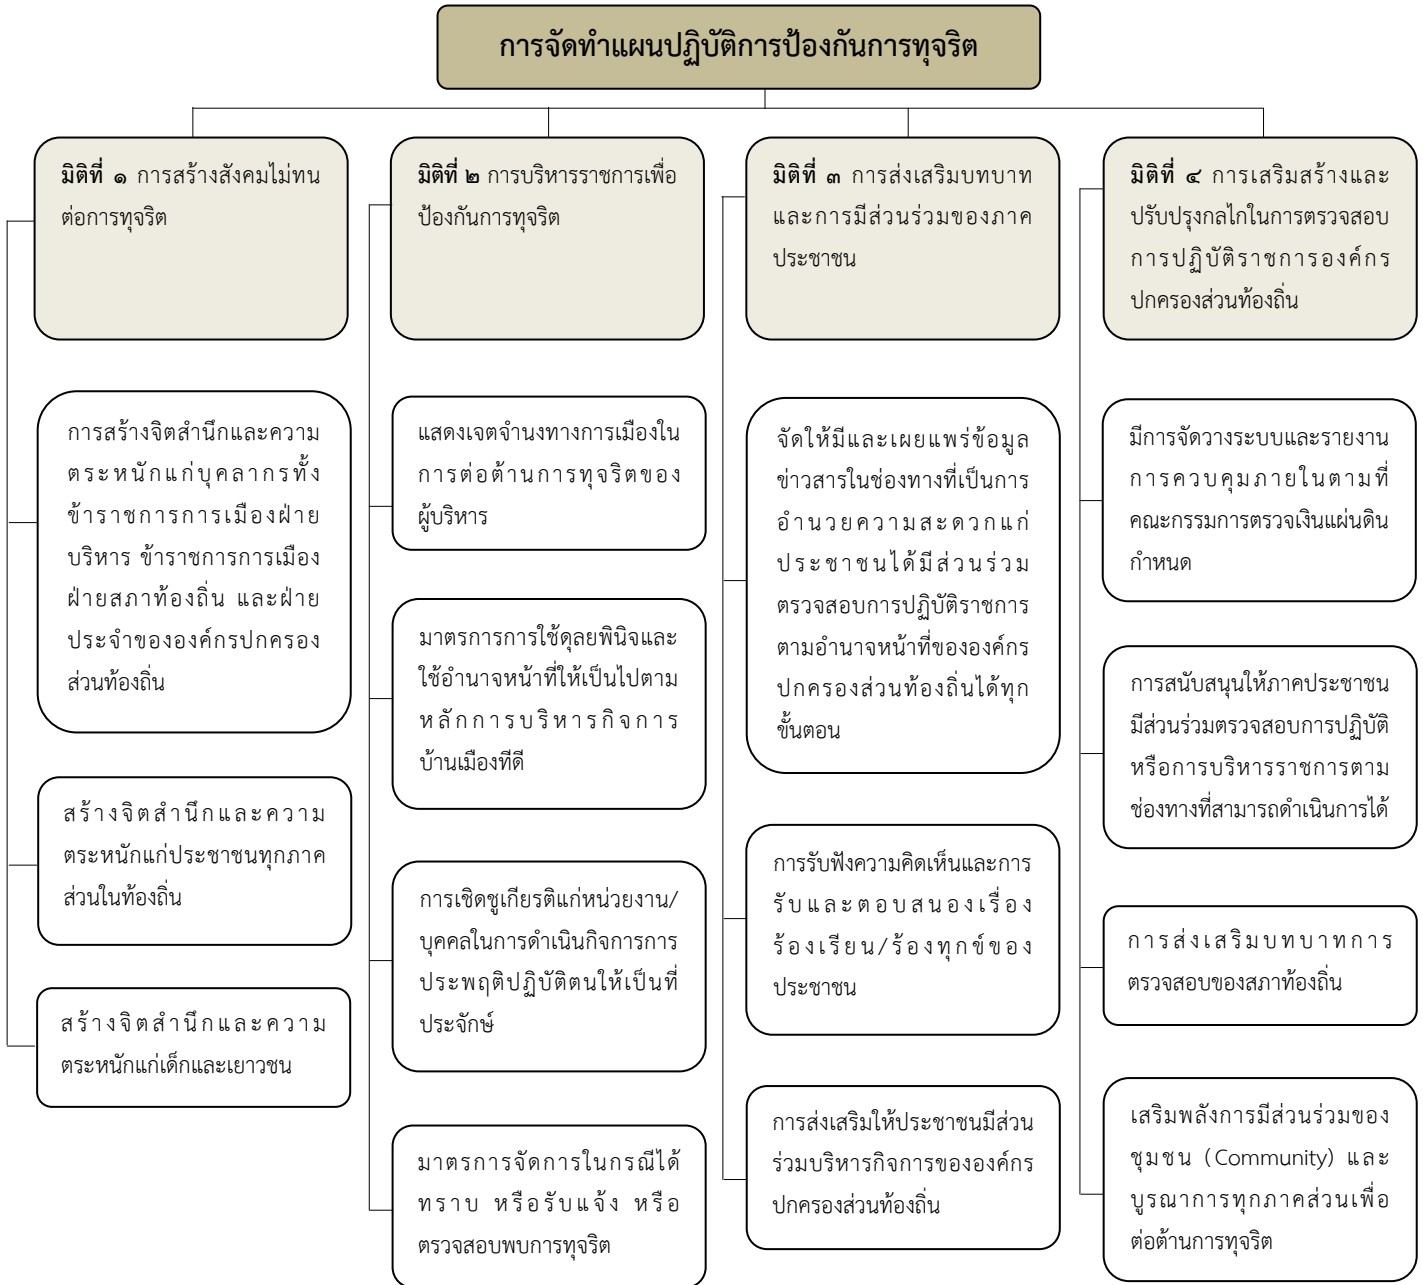 การจัดทำแผนปฏิบัติการป้องกันการทุจริต
มิติที่ ๑ การสร้างสังคมไม่ทน
ต่อการทุจริต
การสร้างจิตสำนึกและความ
ตระหนักแก่บุคลากรทั้ง
ข้าราชการการเมืองฝ่าย
บริหาร ข้าราชการการเมือง
ฝ่ายสภาท้องถิ่น และฝ่าย
ประจำขององค์กรปกครอง
ส่วนท้องถิ่น
สร้างจิตสำนึกและความ
ตระหนักแก่ประชาชนทุกภาค
ส่วนในท้องถิ่น
สร้างจิตสำนึกและความ
ตระหนักแก่เด็กและเยาวชน
มิติที่ ๒ การบริหารราชการเพื่อ
ป้องกันการทุจริต
แสดงเจตจำนงทางการเมืองใน
การต่อต้านการทุจริตของ
ผู้บริหาร
มาตรการการใช้ดุลยพินิจและ
ใช้อำนาจหน้าที่ให้เป็นไปตาม
หลักการบริหารกิจการ
บ้านเมืองทีดี
การเชิดชูเกียรติแก่หน่วยงาน/
บุคคลในการดำเนินกิจการการ
ประพฤติปฏิบัติตนให้เป็นที่
ประจักษ์
มาตรการจัดการในกรณีได้
ทราบ หรือรับแจ้ง หรือ
ตรวจสอบพบการทุจริต
มิติที่ ๓ การส่งเสริมบทบาท
และการมีส่วนร่วมของภาค
ประชาชน
จัดให้มีและเผยแพร่ข้อมูล
ข่าวสารในช่องทางที่เป็นการ
อำนวยความสะดวกแก่
ประชาชนได้มีส่วนร่วม
ตรวจสอบการปฏิบัติราชการ
ตามอำนาจหน้าที่ขององค์กร
ปกครองส่วนท้องถิ่นได้ทุก
ขั้นตอน
การรับฟังความคิดเห็นและการ
รับและตอบสนองเรื่อง
ร้องเรียน/ร้องทุกข์ของ
ประชาชน
การส่งเสริมให้ประชาชนมีส่วน
ร่วมบริหารกิจการขององค์กร
ปกครองส่วนท้องถิ่น
มิติที่ ๔ การเสริมสร้างและ
ปรับปรุงกลไกในการตรวจสอบ
การปฏิบัติราชการองค์กร
ปกครองส่วนท้องถิ่น
มีการจัดวางระบบและรายงาน
การควบคุมภายในตามที่
คณะกรรมการตรวจเงินแผ่นดิน
กำหนด
การสนับสนุนให้ภาคประชาชน
มีส่วนร่วมตรวจสอบการปฏิบัติ
หรือการบริหารราชการตาม
ช่องทางที่สามารถดำเนินการได้
การส่งเสริมบทบาทการ
ตรวจสอบของสภาท้องถิ่น
เสริมพลังการมีส่วนร่วมของ
ชุมชน (Community) และ
บูรณาการทุกภาคส่วนเพื่อ
ต่อต้านการทุจริต